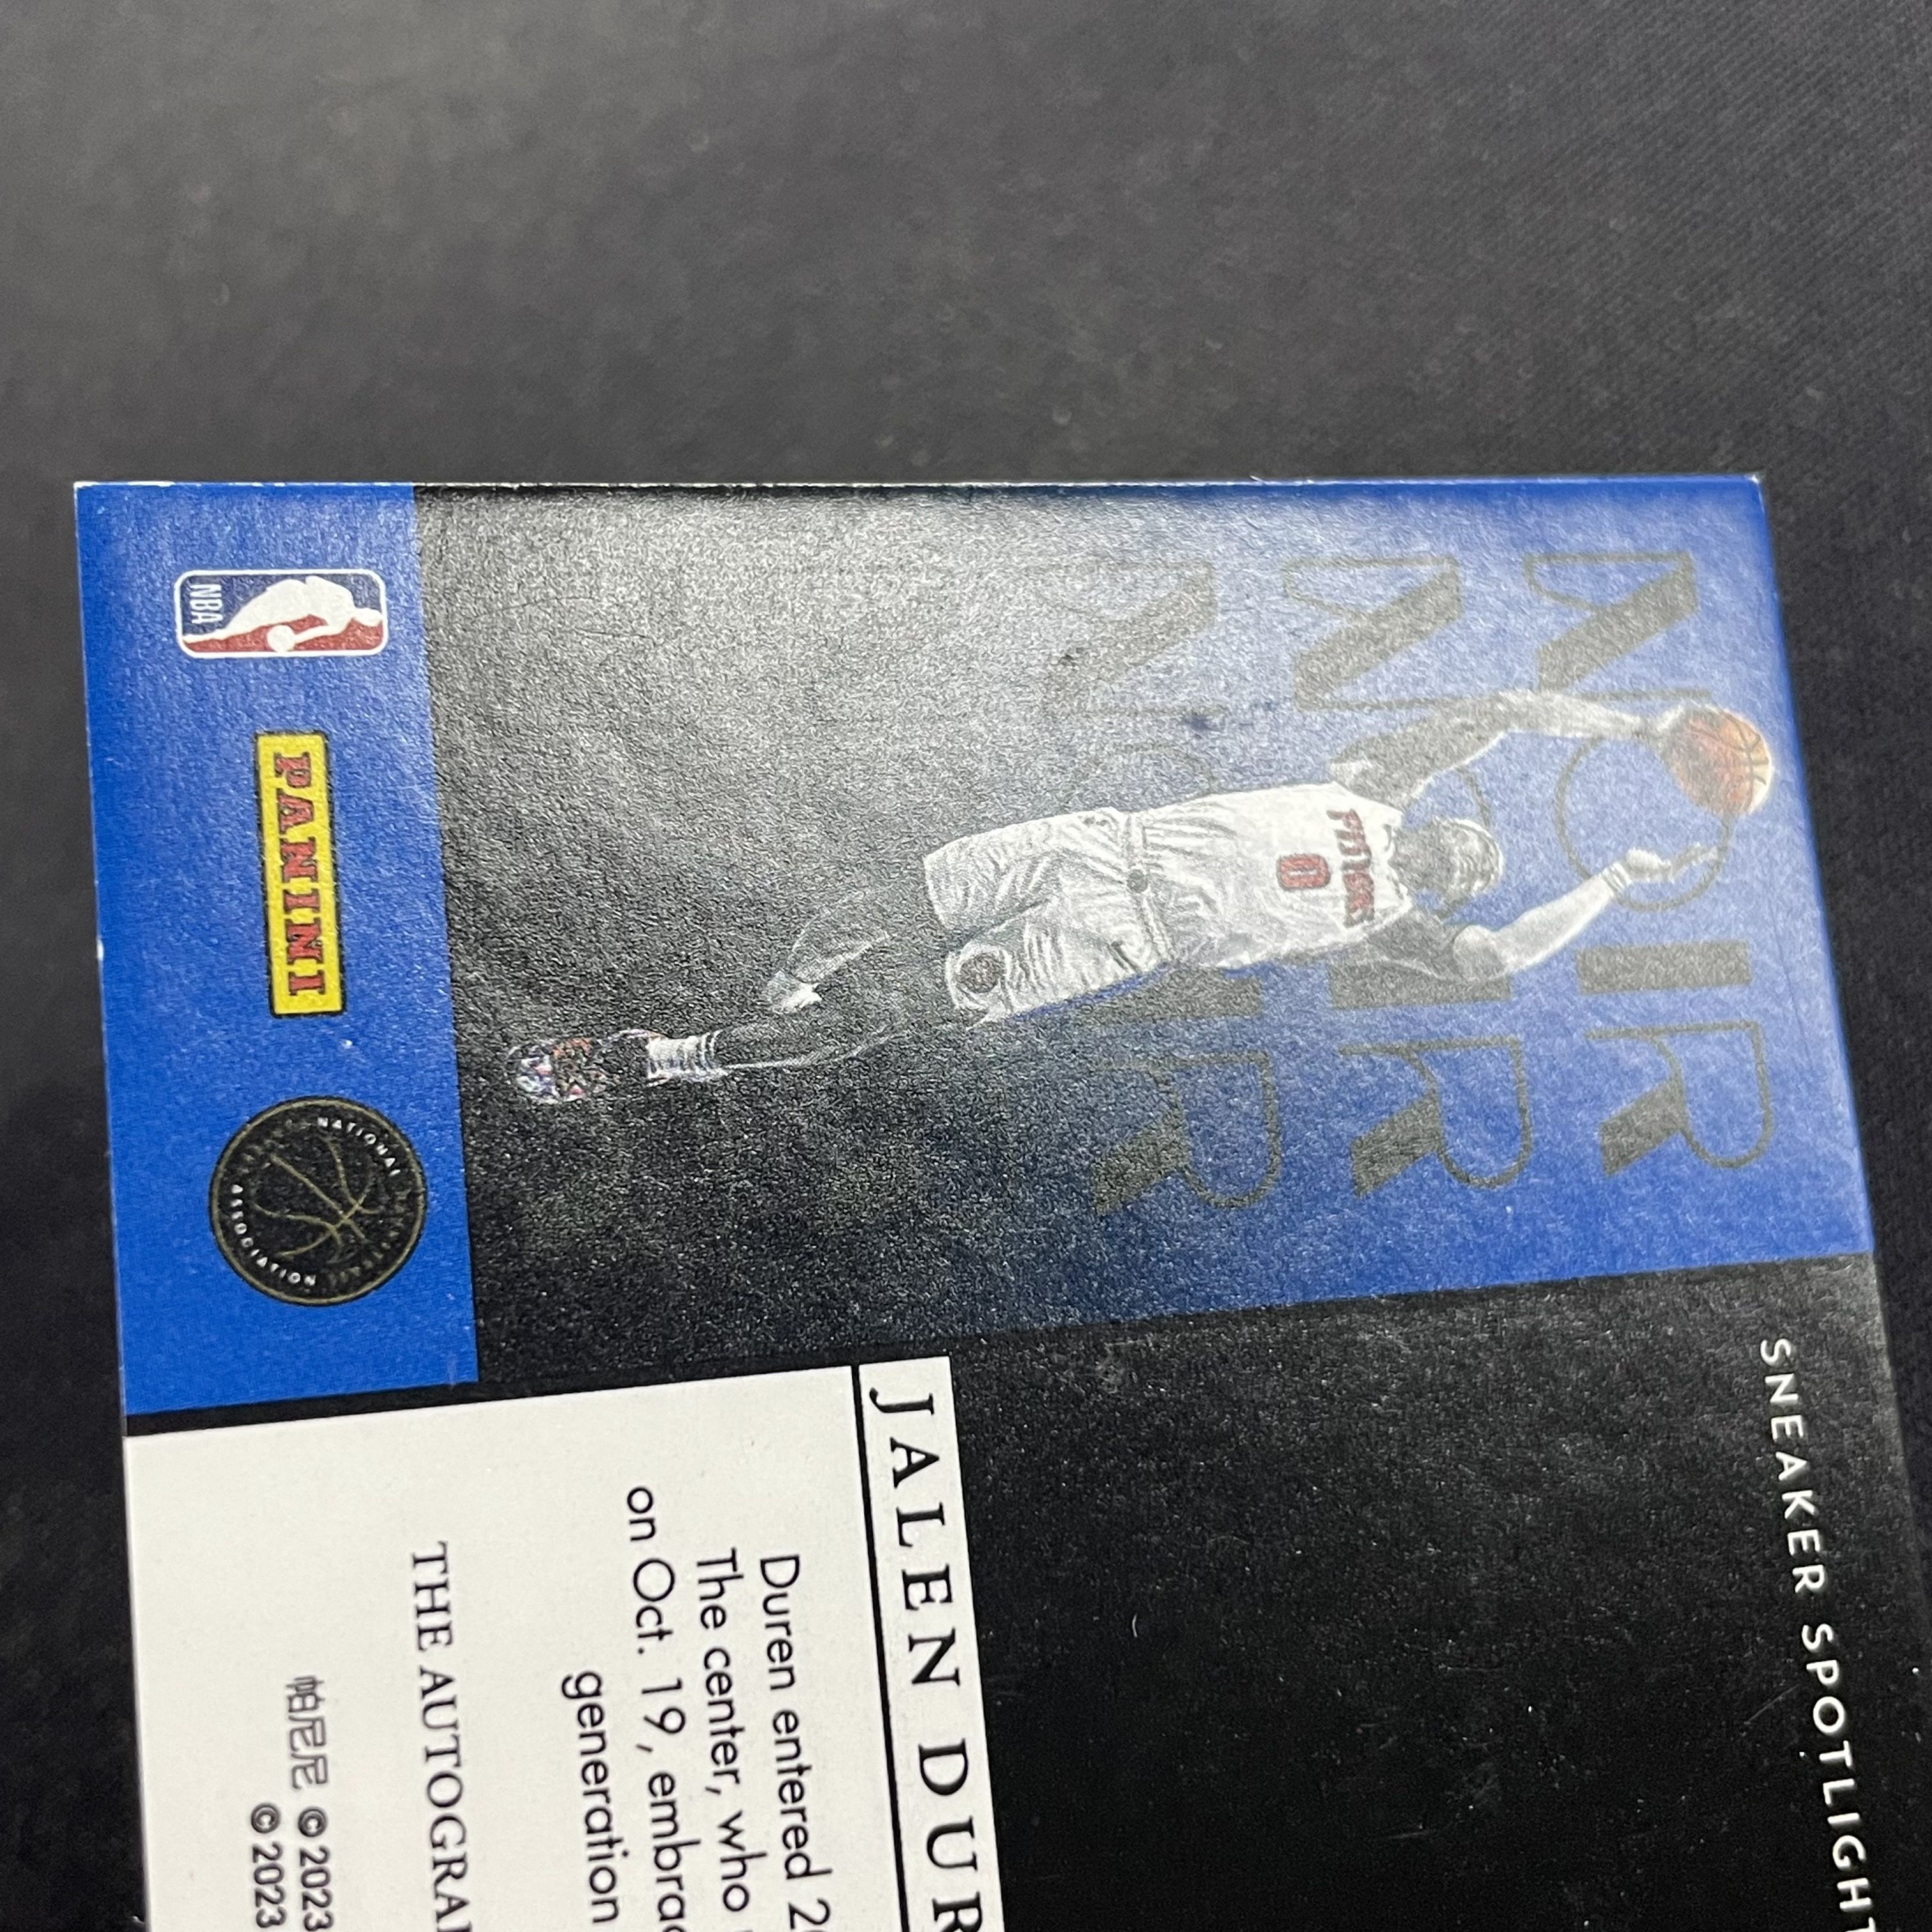 SNEAKER SPOTLIGHT
NOIR
NOIR
NOIR
PISTONS
0
JALEN DUR
Duren entered
The center, who
on Oct. 19, embrac
generation
THE AUTOGRA
帕尼尼 © 2023
© 2023
NBA
PANINI
NATIONAL BASKETBALL ASSOCIATION